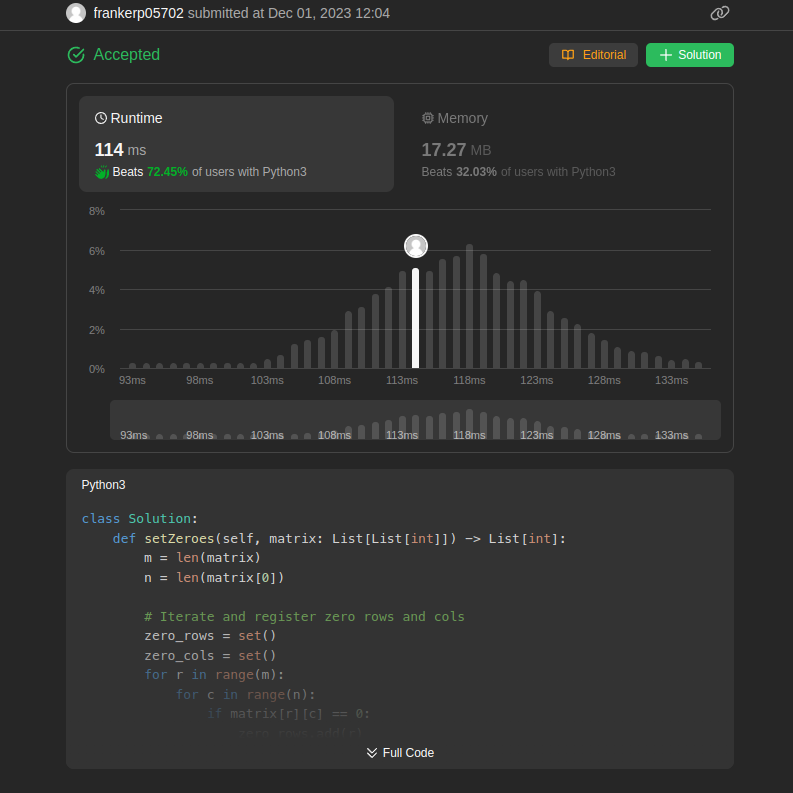 frankerp05702 submitted at Dec 01, 2023 12:04
Accepted
Editorial
Solution
Runtime
Memory
114 ms
17.27 MB
Beats 72.45% of users with Python3
Beats 32.03% of users with Python3
8%
6%
4%
2%
0%
93ms 98ms 103ms 108ms 113ms 118ms 123ms 128ms 133ms
93ms 98ms 103ms 108ms 113ms 118ms 123ms 128ms 133ms
Python3
class Solution:
    def setZeroes(self, matrix: List[List[int]]) -> List[int]:
        m = len(matrix)
        n = len(matrix[0])
        # Iterate and register zero rows and cols
        zero_rows = set()
        zero_cols = set()
        for r in range(m):
            for c in range(n):
                if matrix[r][c] == 0:
                    zero_rows.add(r)
Full Code